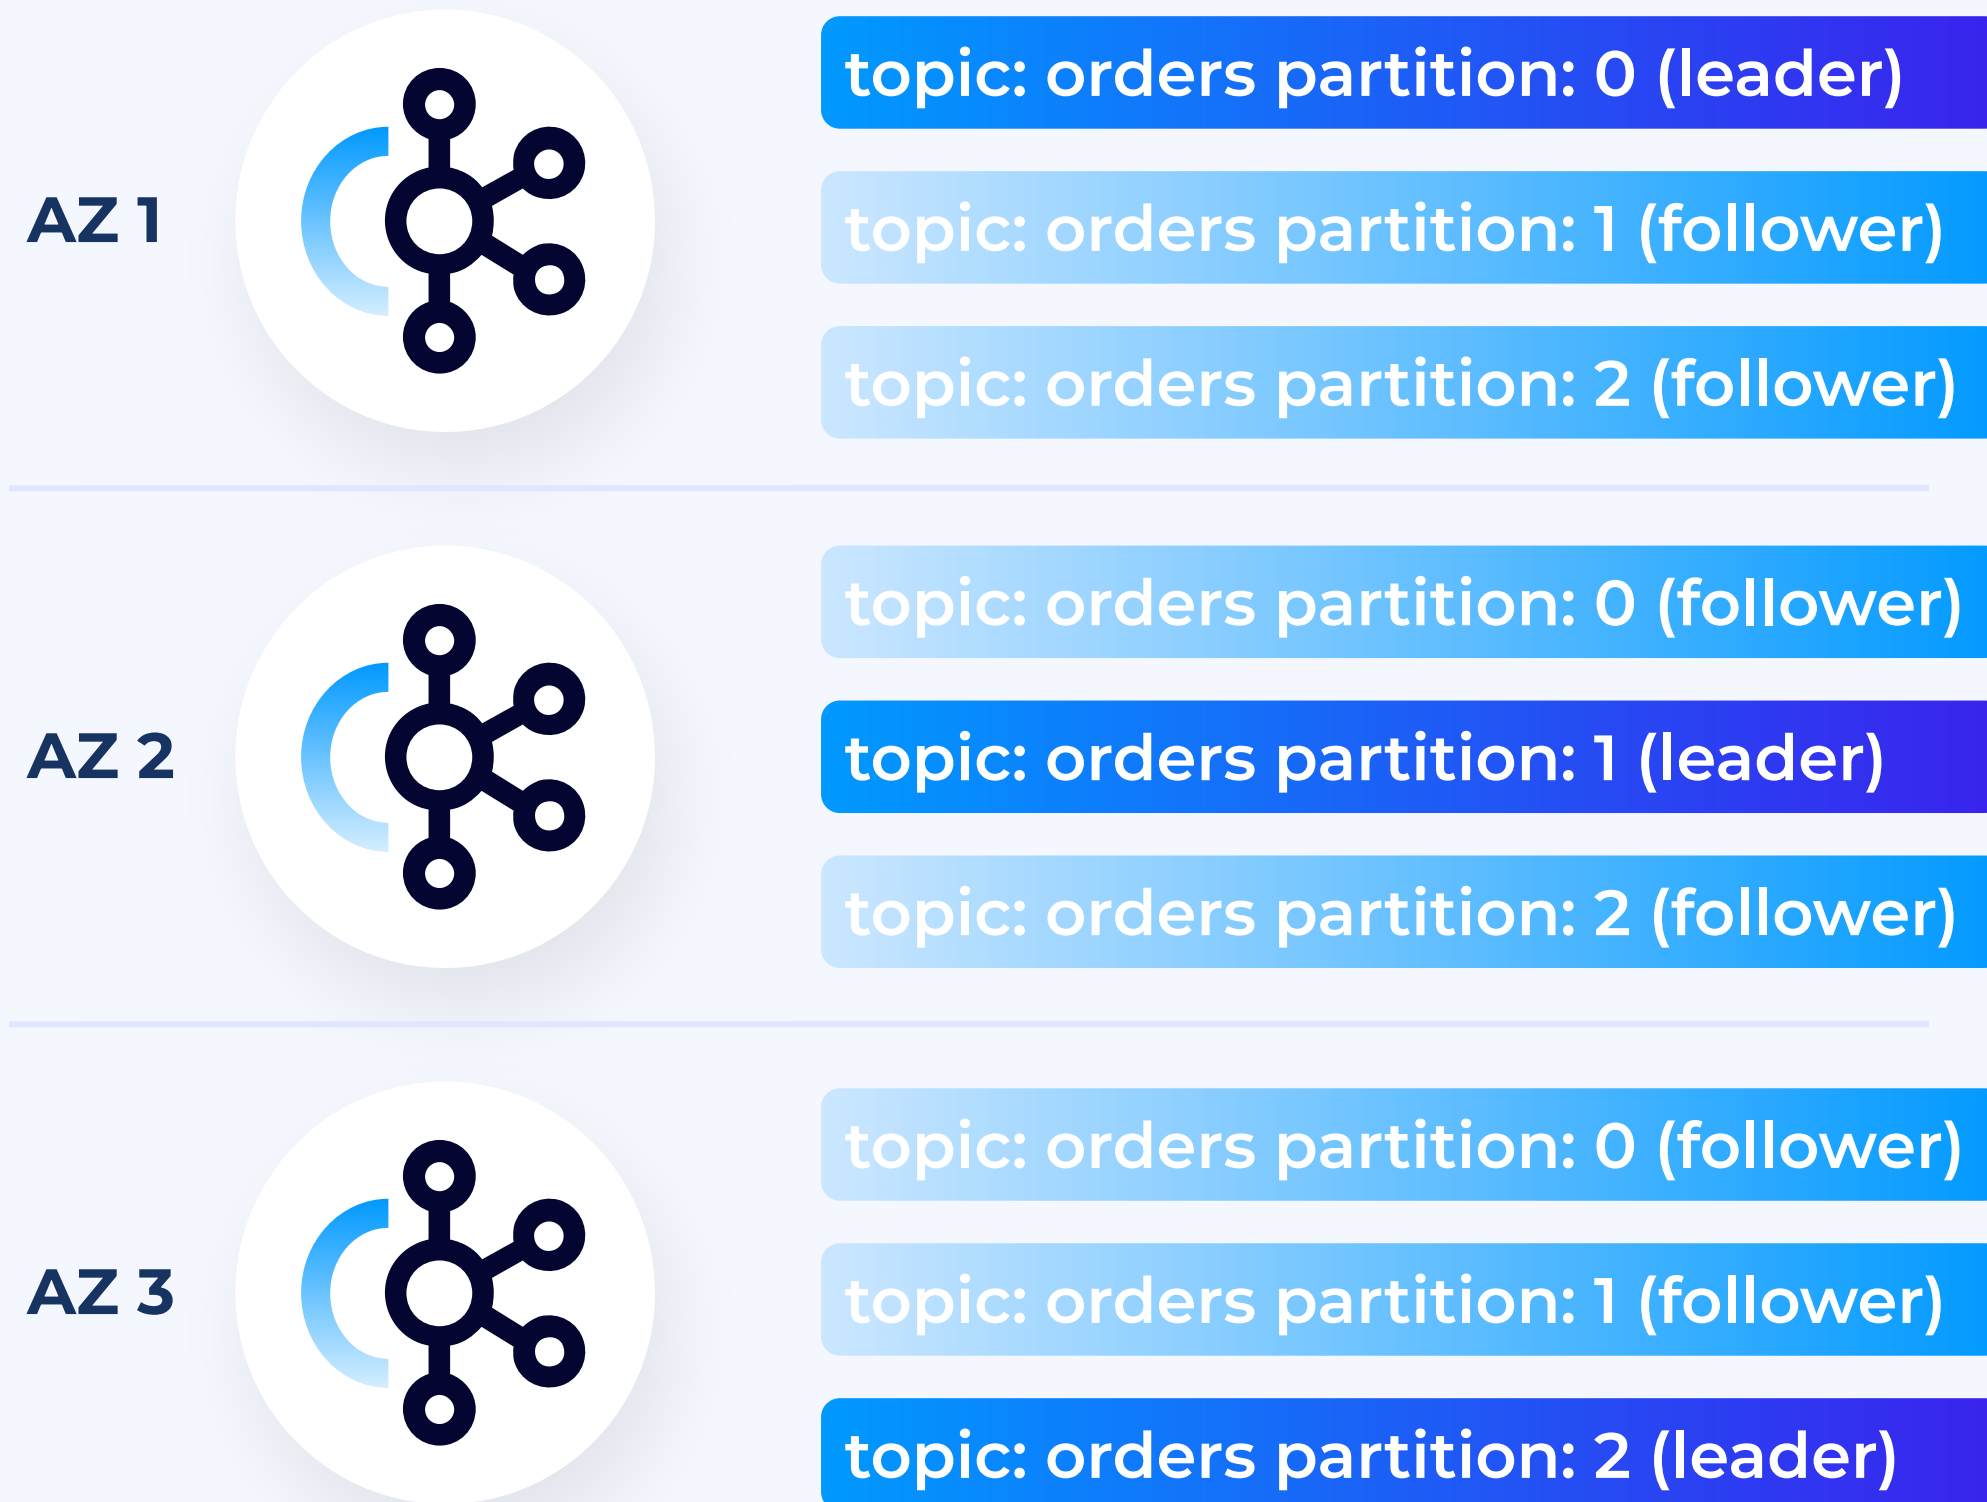 topic: orders partition: 0 (leader)
AZ 1
topic: orders partition: 1 (follower)
topic: orders partition: 2 (follower)
topic: orders partition: 0 (follower)
AZ 2
topic: orders partition: 1 (leader)
topic: orders partition: 2 (follower)
topic: orders partition: 0 (follower)
AZ 3
topic: orders partition: 1 (follower)
topic: orders partition: 2 (leader)